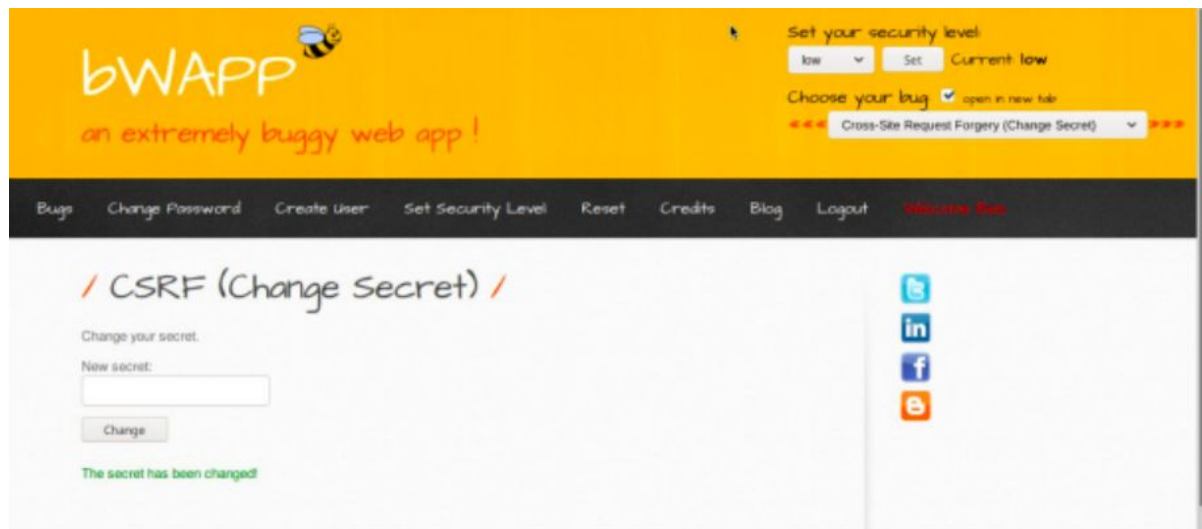 bWAPP
an extremely buggy web app !
Set your security level:
low Set Current: low
Choose your bug: open in new tab
<<< Cross-Site Request Forgery (Change Secret) >>>
Bugs Change Password Create User Set Security Level Reset Credits Blog Logout Welcome Bee
/ CSRF (Change Secret) /
Change your secret.
New secret:
Change
The secret has been changed!